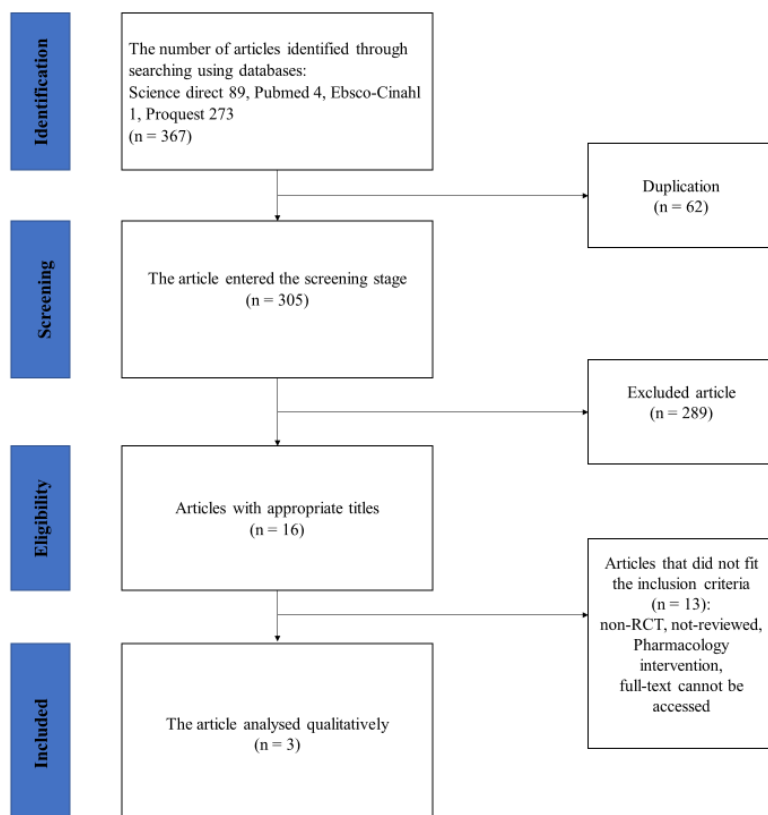 Identification
The number of articles identified through
searching using databases:
Science direct 89, Pubmed 4, Ebsco-Cinahl
1, Proquest 273
(n = 367)
Duplication
(n = 62)
Screening
The article entered the screening stage
(n = 305)
Excluded article
(n = 289)
Eligibility
Articles with appropriate titles
(n = 16)
Articles that did not fit
the inclusion criteria
(n = 13):
non-RCT, not-reviewed,
Pharmacology
intervention,
full-text cannot be
accessed
Included
The article analysed qualitatively
(n = 3)